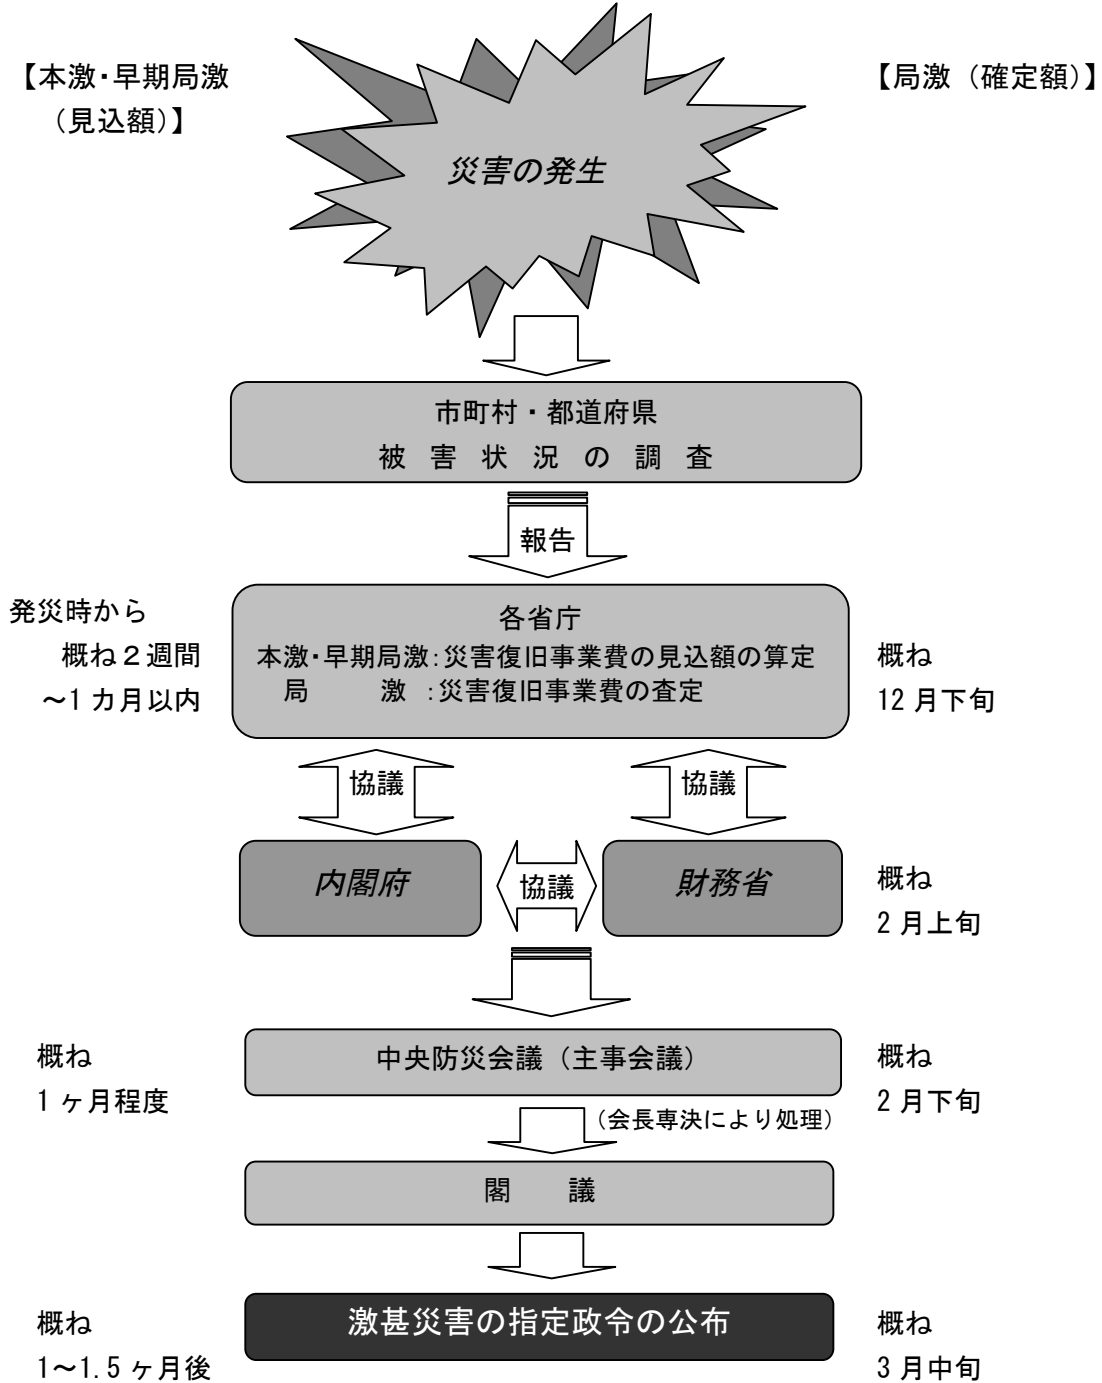 【本激・早期局激
（見込額）】
【局激（確定額）】
災害の発生
市町村・都道府県
被害状況の調査
報告
発災時から
概ね２週間
～1カ月以内
各省庁
本激・早期局激：災害復旧事業費の見込額の算定
局　　激：災害復旧事業費の査定
概ね
12月下旬
協議
協議
内閣府
協議
財務省
概ね
2月上旬
概ね
1ヶ月程度
中央防災会議（主事会議）
概ね
2月下旬
（会長専決により処理）
閣　議
概ね
1～1.5ヶ月後
激甚災害の指定政令の公布
概ね
3月中旬